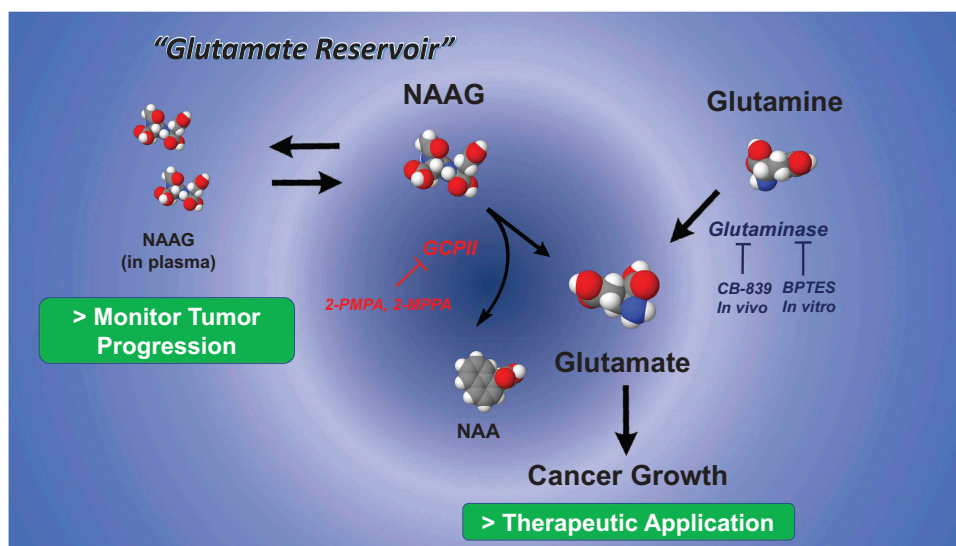 “Glutamate Reservoir”
NAAG
Glutamine
NAAG
(in plasma)
GCPII
2-PMPA, 2-MPPA
Glutaminase
CB-839
In vivo
BPTES
In vitro
> Monitor Tumor
Progression
Glutamate
NAA
Cancer Growth
> Therapeutic Application